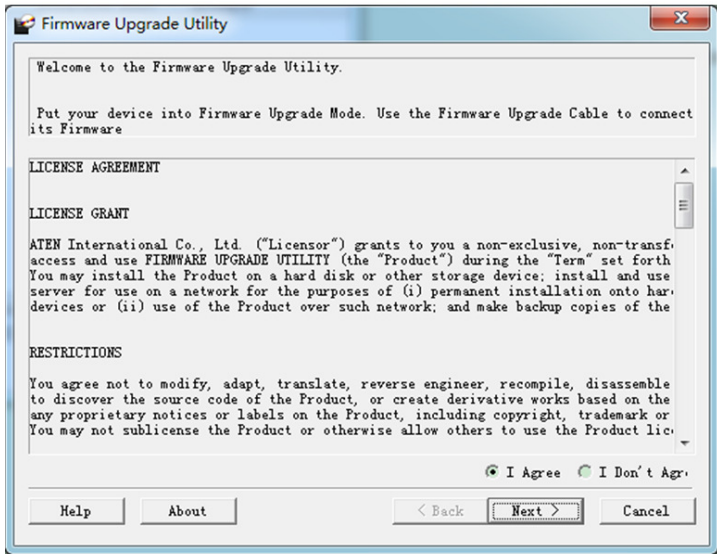 Firmware Upgrade Utility
Welcome to the Firmware Upgrade Utility.
Put your device into Firmware Upgrade Mode. Use the Firmware Upgrade Cable to connect
its Firmware
LICENSE AGREEMENT
LICENSE GRANT
ATEN International Co., Ltd. ("Licensor") grants to you a non-exclusive, non-transf
access and use FIRMWARE UPGRADE UTILITY (the "Product") during the "Term" set forth
You may install the Product on a hard disk or other storage device; install and use
server for use on a network for the purposes of (i) permanent installation onto har
devices or (ii) use of the Product over such network; and make backup copies of the
RESTRICTIONS
You agree not to modify, adapt, translate, reverse engineer, recompile, disassemble
to discover the source code of the Product, or create derivative works based on the
any proprietary notices or labels on the Product, including copyright, trademark or
You may not sublicense the Product or otherwise allow others to use the Product lic
I Agree I Don't Agr
Help About < Back Next > Cancel